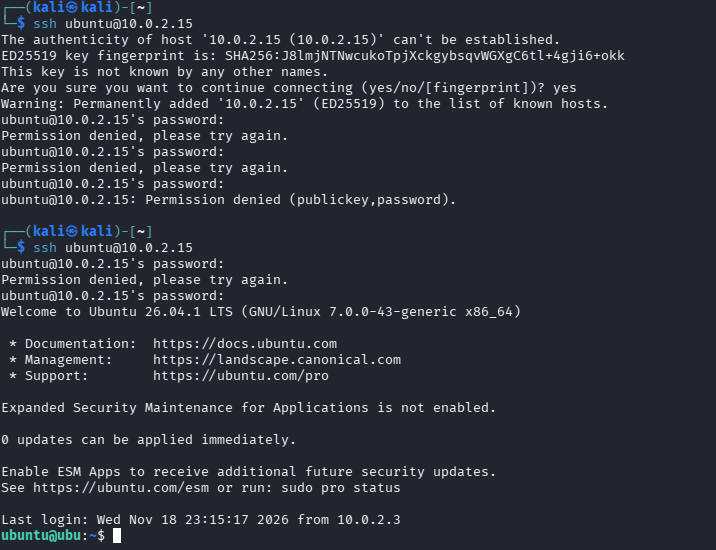 ┌──(kali㉿kali)-[~]
└─$ ssh ubuntu@10.0.2.15
The authenticity of host '10.0.2.15 (10.0.2.15)' can't be established.
ED25519 key fingerprint is: SHA256:J8lmjNTNwcukoTpjXckgybsqvWGXgC6tl+4gji6+okk
This key is not known by any other names.
Are you sure you want to continue connecting (yes/no/[fingerprint])? yes
Warning: Permanently added '10.0.2.15' (ED25519) to the list of known hosts.
ubuntu@10.0.2.15's password:
Permission denied, please try again.
ubuntu@10.0.2.15's password:
Permission denied, please try again.
ubuntu@10.0.2.15's password:
ubuntu@10.0.2.15: Permission denied (publickey,password).

┌──(kali㉿kali)-[~]
└─$ ssh ubuntu@10.0.2.15
ubuntu@10.0.2.15's password:
Permission denied, please try again.
ubuntu@10.0.2.15's password:
Welcome to Ubuntu 26.04.1 LTS (GNU/Linux 7.0.0-43-generic x86_64)

 * Documentation:  https://docs.ubuntu.com
 * Management:     https://landscape.canonical.com
 * Support:        https://ubuntu.com/pro

Expanded Security Maintenance for Applications is not enabled.

0 updates can be applied immediately.

Enable ESM Apps to receive additional future security updates.
See https://ubuntu.com/esm or run: sudo pro status

Last login: Wed Nov 18 23:15:17 2026 from 10.0.2.3
ubuntu@ubu:~$